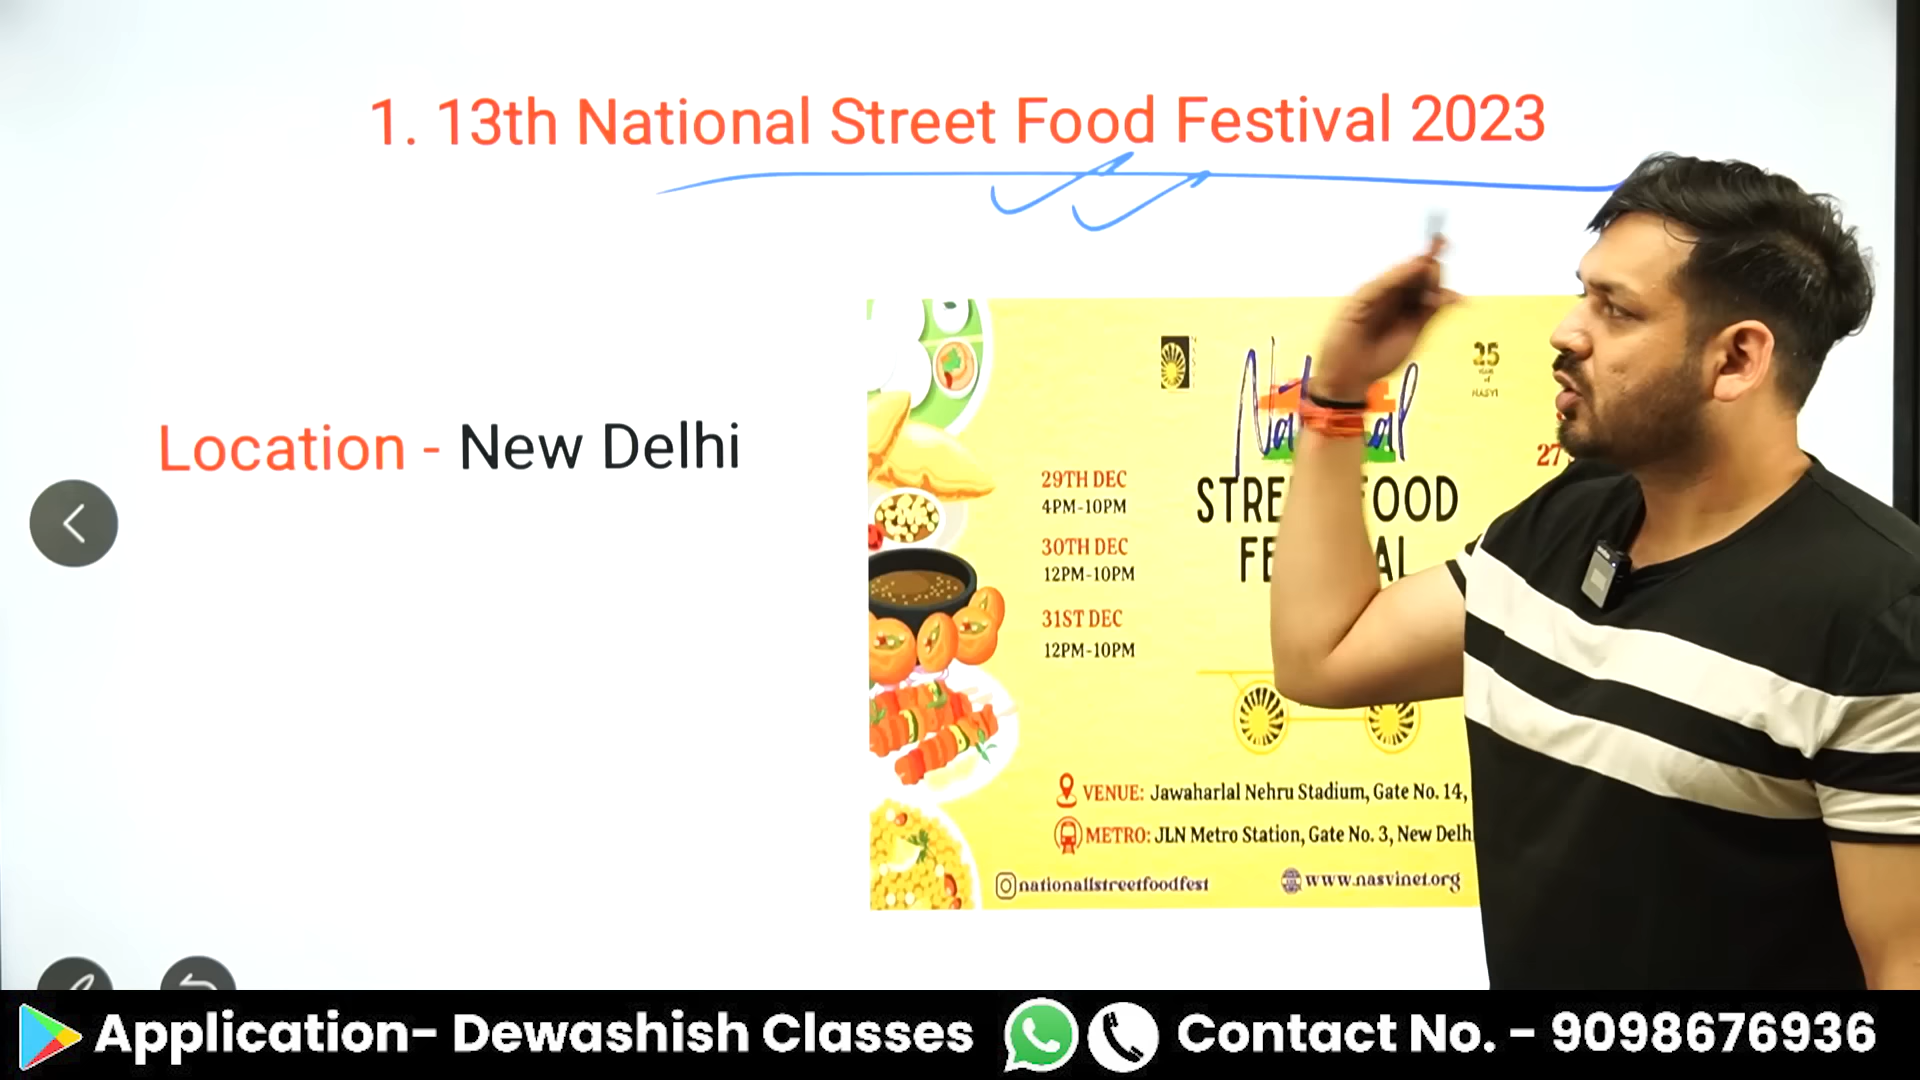 1. 13th National Street Food Festival 2023
Location - New Delhi
25
29TH DEC
4PM-10PM
30TH DEC
12PM-10PM
31ST DEC
12PM-10PM
27
VENUE: Jawaharlal Nehru Stadium, Gate No. 14,
METRO: JLN Metro Station, Gate No. 3, New
nationallstreetfoodfest
www.nasvinet.org
Application- Dewashish Classes
Contact No. - 9098676936